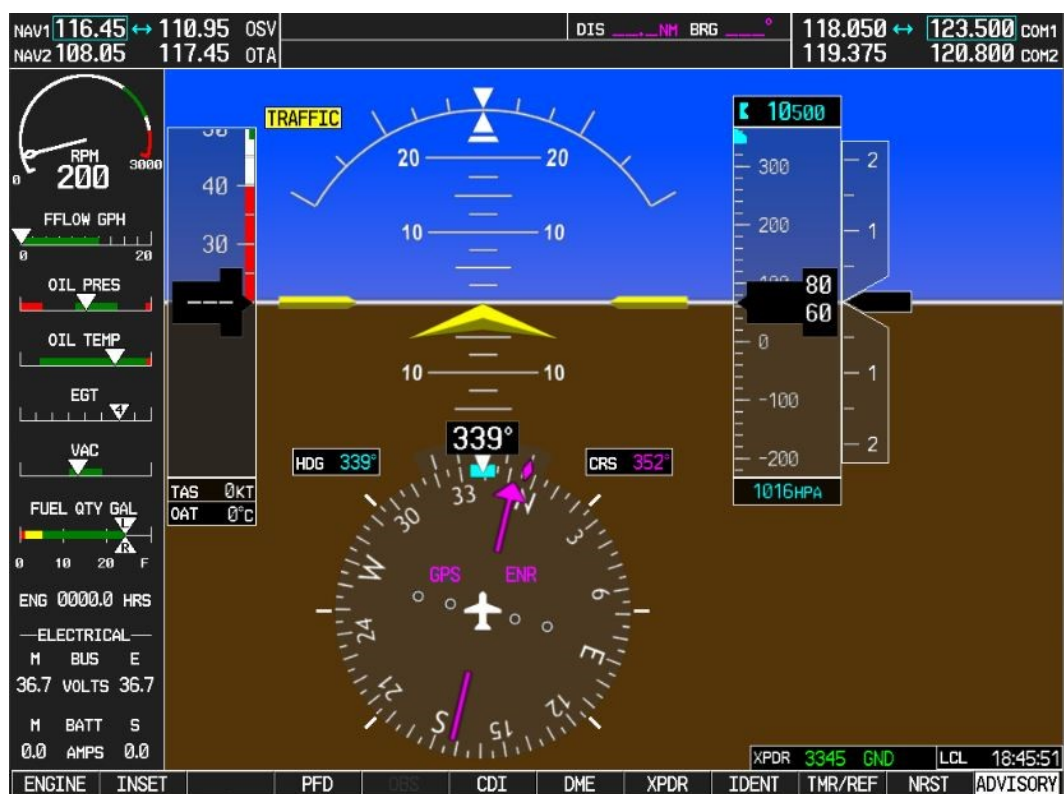 NAV1 116.45 ↔ 110.95 OSV
NAV2 108.05 117.45 OTA
DIS __._NM BRG ___°
118.050 ↔ 123.500 COM1
119.375 120.800 COM2
RPM
200
0 3000
FFLOW GPH
0 20
OIL PRES
OIL TEMP
EGT
4
VAC
FUEL QTY GAL
L
R
0 10 20 F
ENG 0000.0 HRS
ELECTRICAL
M BUS E
36.7 VOLTS 36.7
M BATT S
0.0 AMPS 0.0
TRAFFIC
40
30
---
TAS 0KT
OAT 0°C
20 20
10 10
10 10
10500
300
200
80
60
0
-100
-200
1016HPA
2
1
1
2
339°
HDG 339°
CRS 352°
33
N
3
6
E
12
15
S
21
24
W
30
GPS ENR
XPDR 3345 GND LCL 18:45:51
ENGINE INSET PFD OBS CDI DME XPDR IDENT TMR/REF NRST ADVISORY